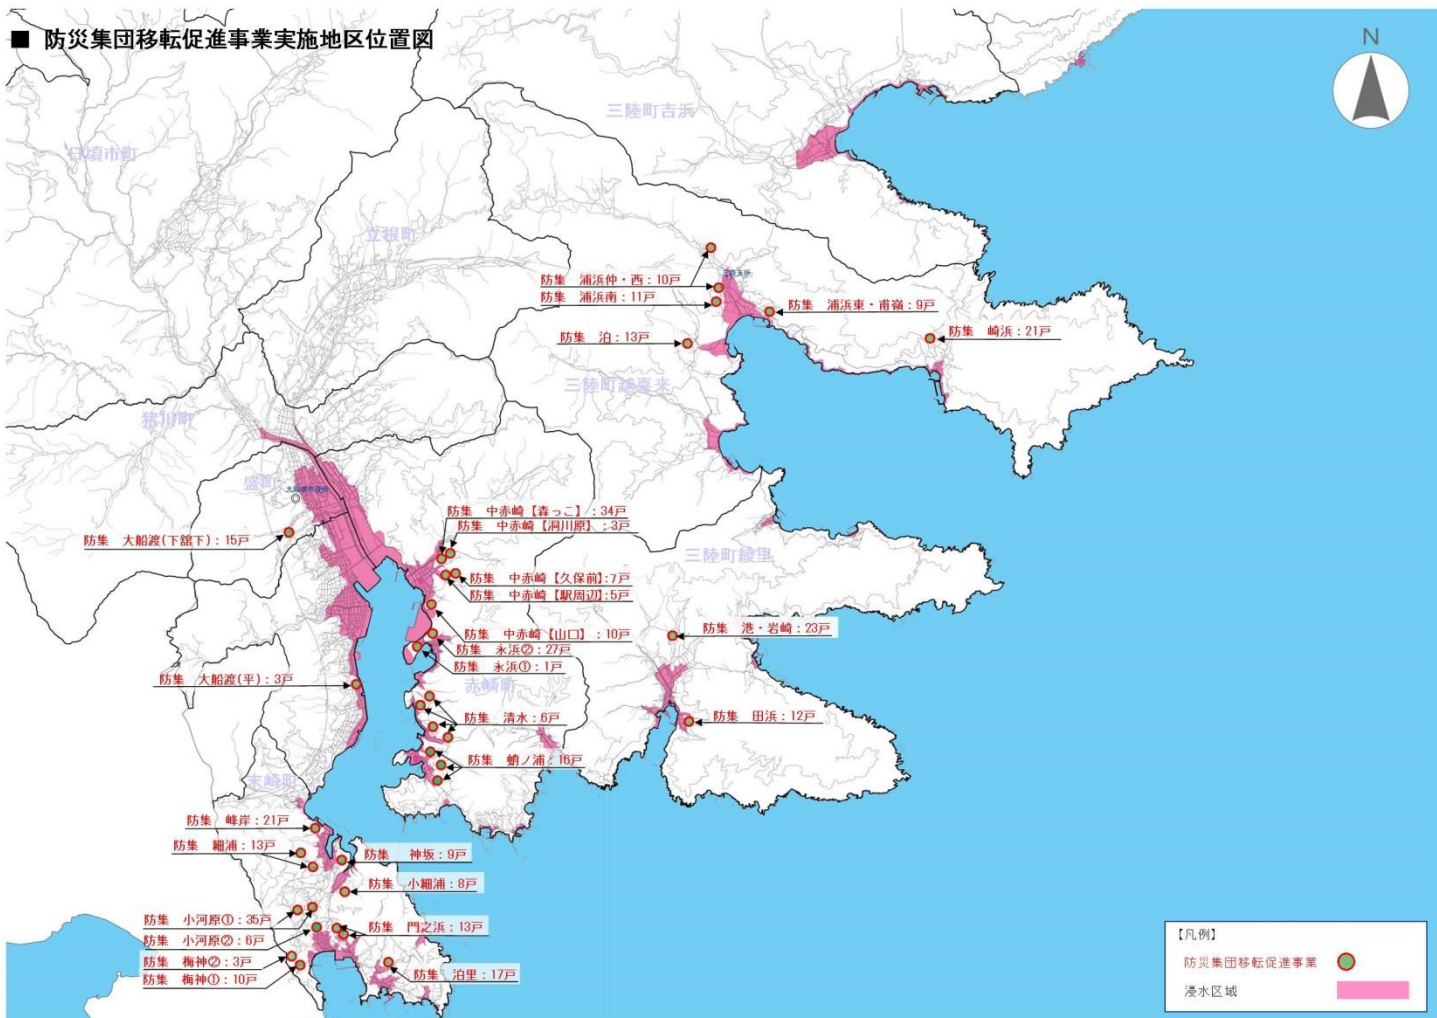 ■ 防災集団移転促進事業実施地区位置図
N
三陸町吉浜
日頃市町
立根町
防集 浦浜仲・西：10戸
防集 浦浜南：11戸
防集 浦浜東・甫嶺：9戸
防集 泊：13戸
防集 崎浜：21戸
三陸町越喜来
猪川町
盛町
大船渡市役所
防集 大船渡(下舘下)：15戸
防集 中赤崎【森っこ】：34戸
防集 中赤崎【洞川原】：3戸
三陸町綾里
防集 中赤崎【久保前】：7戸
防集 中赤崎【駅周辺】：5戸
防集 中赤崎【山口】：10戸
防集 港・岩崎：23戸
防集 永浜②：27戸
防集 永浜①：1戸
防集 大船渡(平)：3戸
赤崎町
防集 清水：6戸
防集 田浜：12戸
防集 蛸ノ浦：16戸
末崎町
防集 峰岸：21戸
防集 細浦：13戸
防集 神坂：9戸
防集 小細浦：8戸
防集 小河原①：35戸
防集 門之浜：13戸
防集 小河原②：6戸
防集 梅神②：3戸
防集 梅神①：10戸
防集 泊里：17戸
【凡例】
防災集団移転促進事業
浸水区域